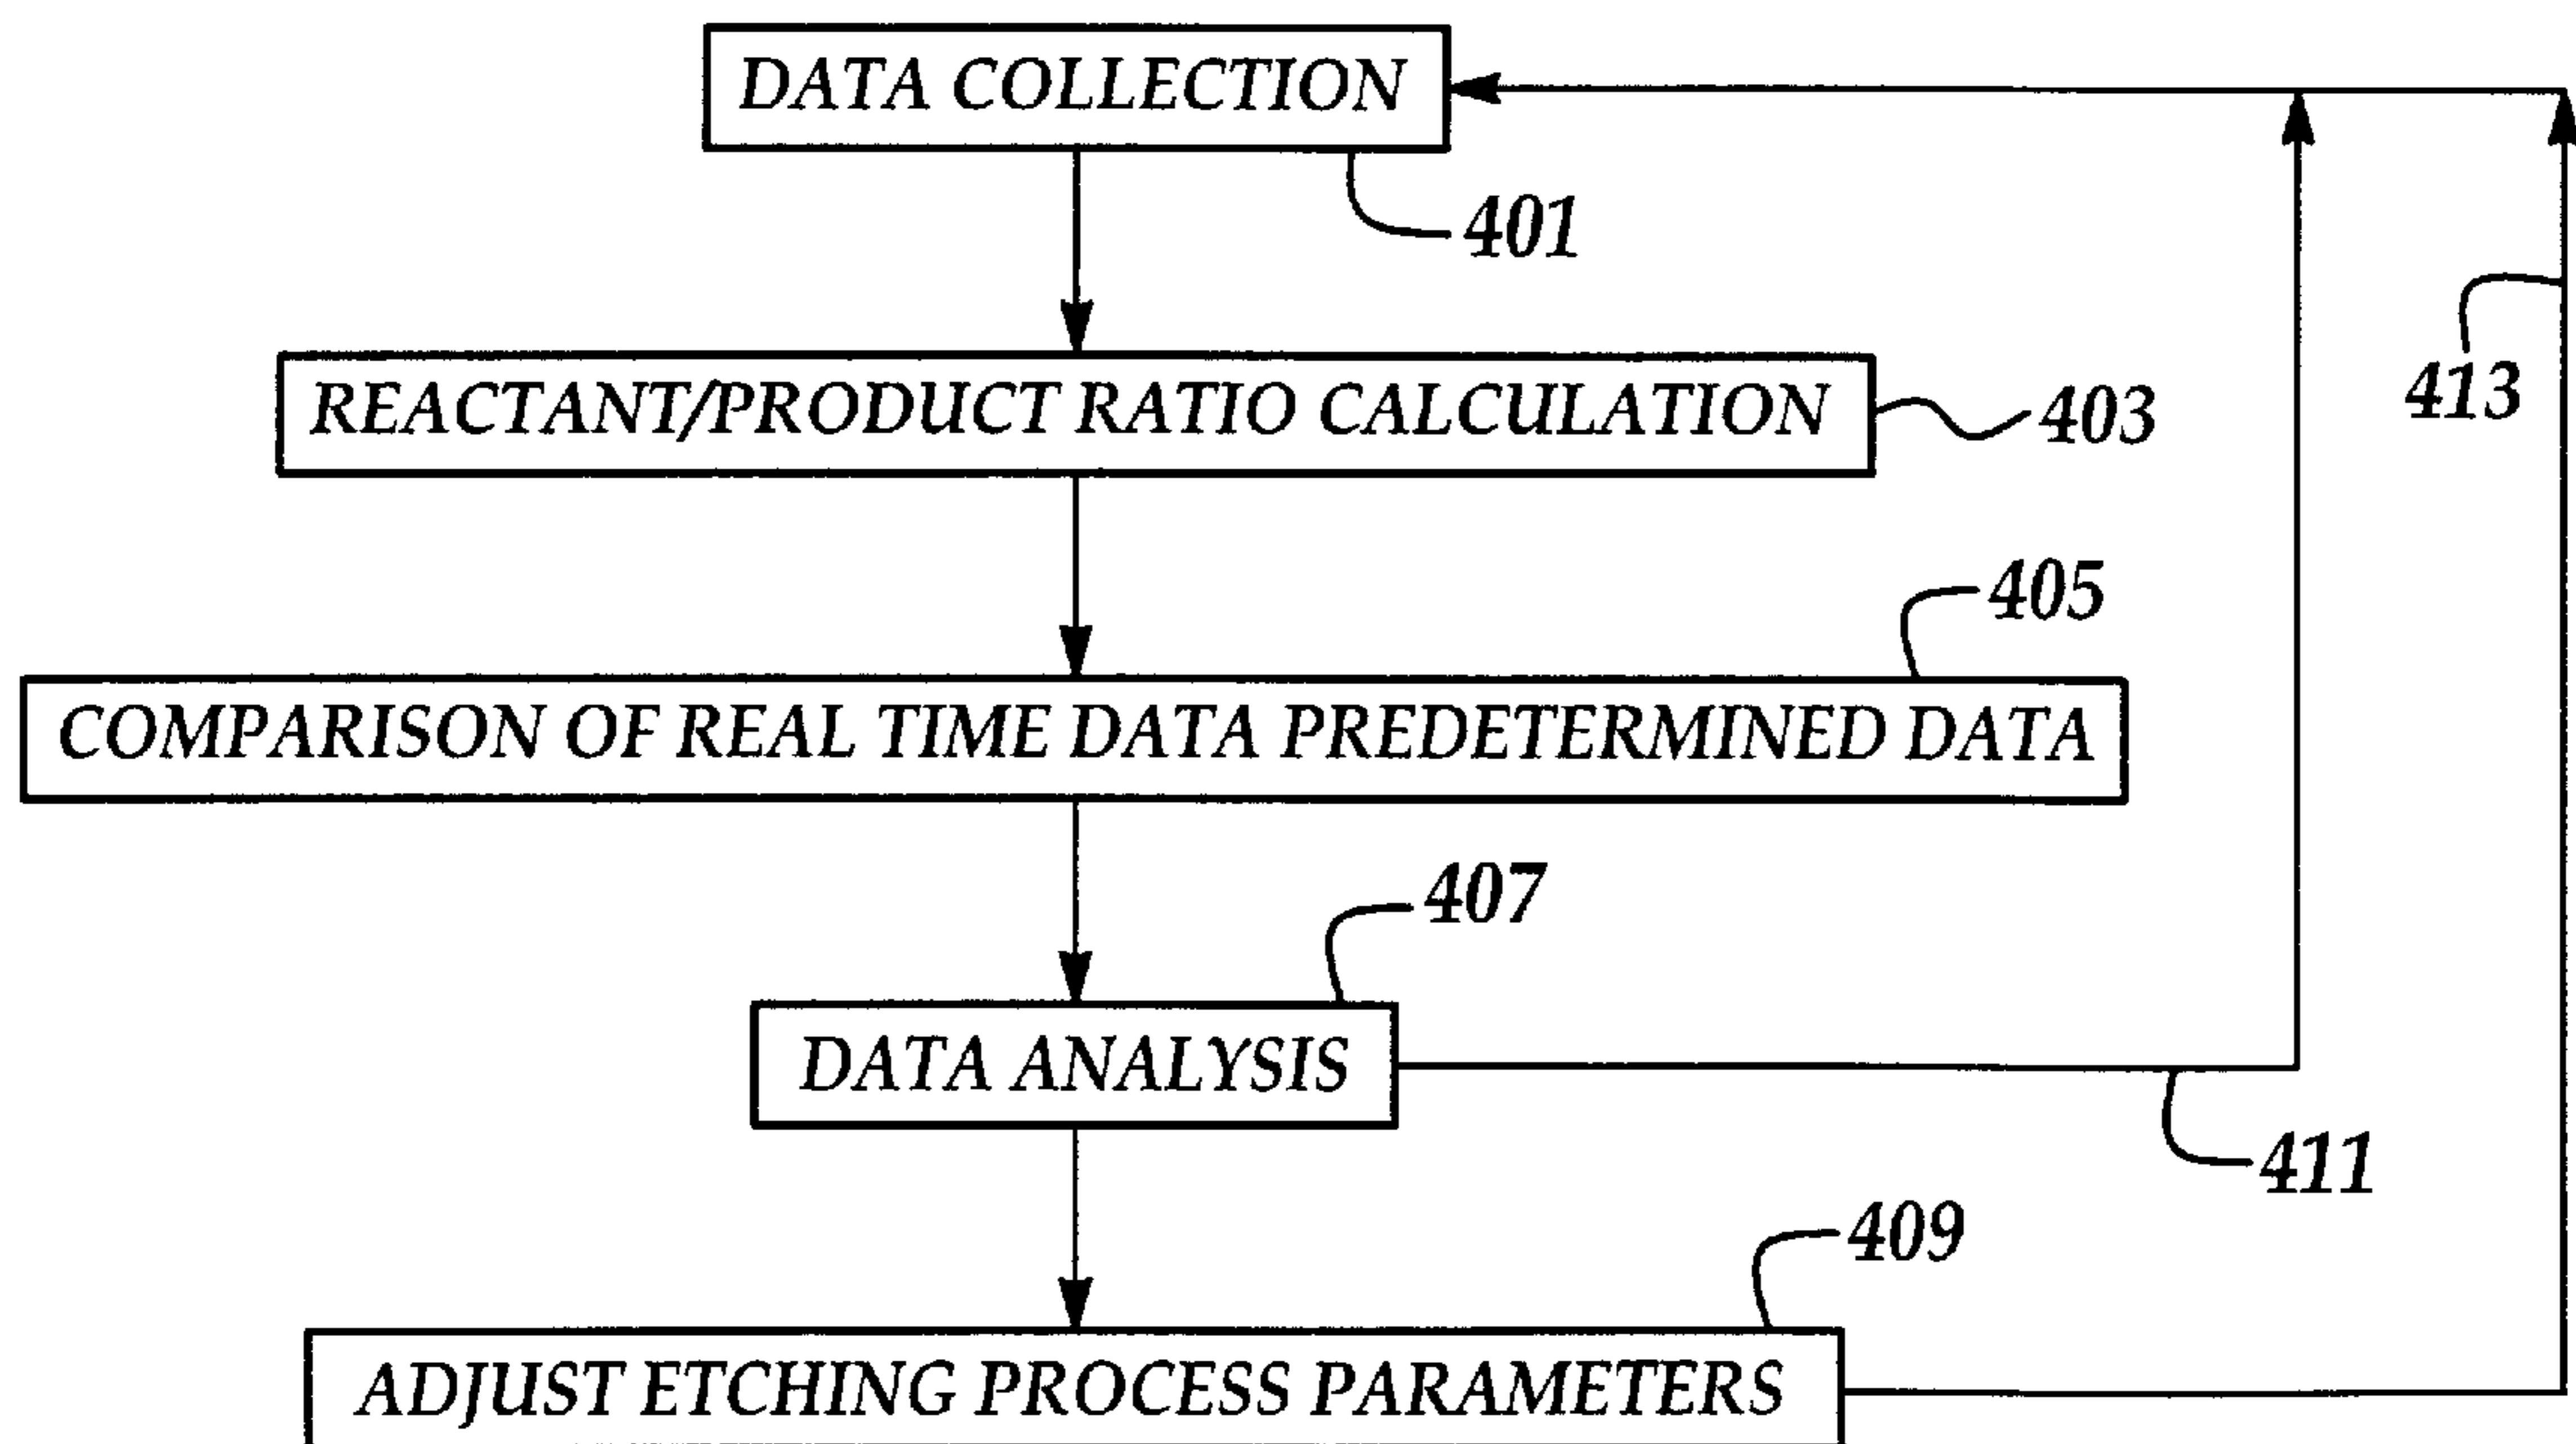 DATA COLLECTION
401
REACTANT/PRODUCT RATIO CALCULATION
403
413
405
COMPARISON OF REAL TIME DATA PREDETERMINED DATA
407
DATA ANALYSIS
411
409
ADJUST ETCHING PROCESS PARAMETERS